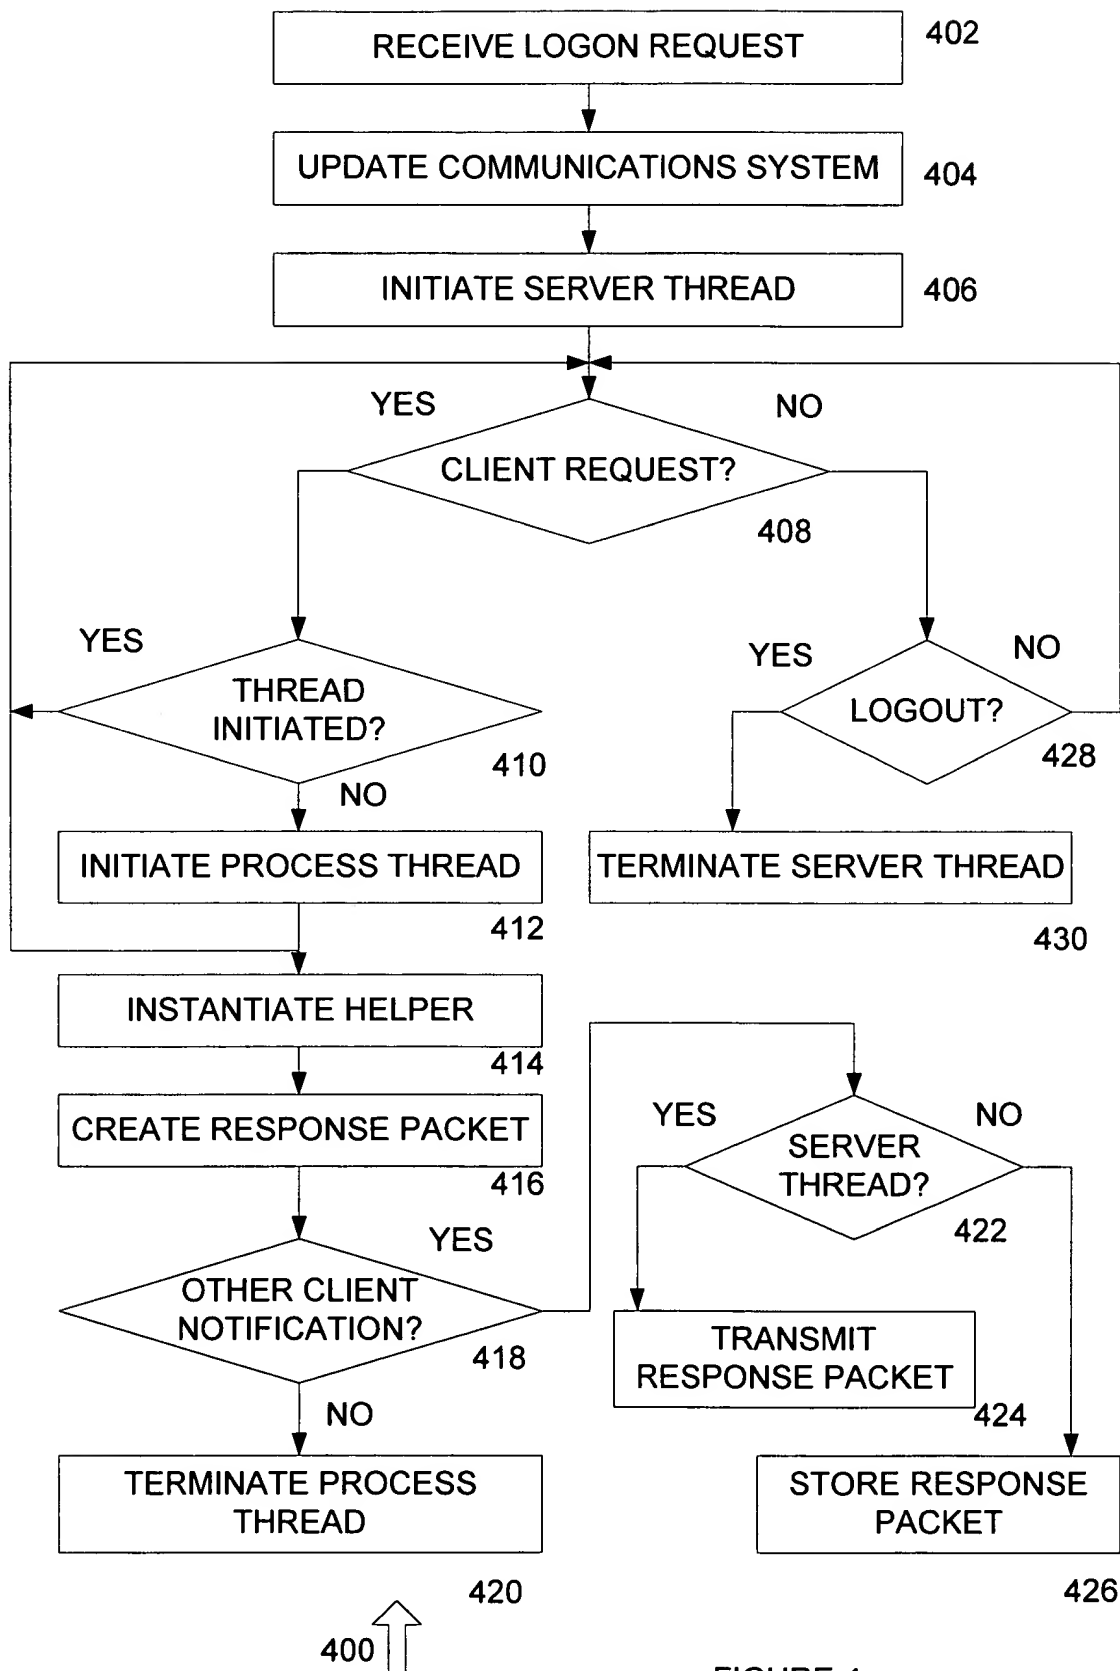 RECEIVE LOGON REQUEST
402
UPDATE COMMUNICATIONS SYSTEM
404
INITIATE SERVER THREAD
406
YES
NO
CLIENT REQUEST?
408
YES
THREAD
INITIATED?
410
NO
YES
NO
LOGOUT?
428
INITIATE PROCESS THREAD
412
TERMINATE SERVER THREAD
430
INSTANTIATE HELPER
414
CREATE RESPONSE PACKET
416
YES
NO
SERVER
THREAD?
422
YES
OTHER CLIENT
NOTIFICATION?
418
NO
TRANSMIT
RESPONSE PACKET
424
TERMINATE PROCESS
THREAD
420
STORE RESPONSE
PACKET
426
400